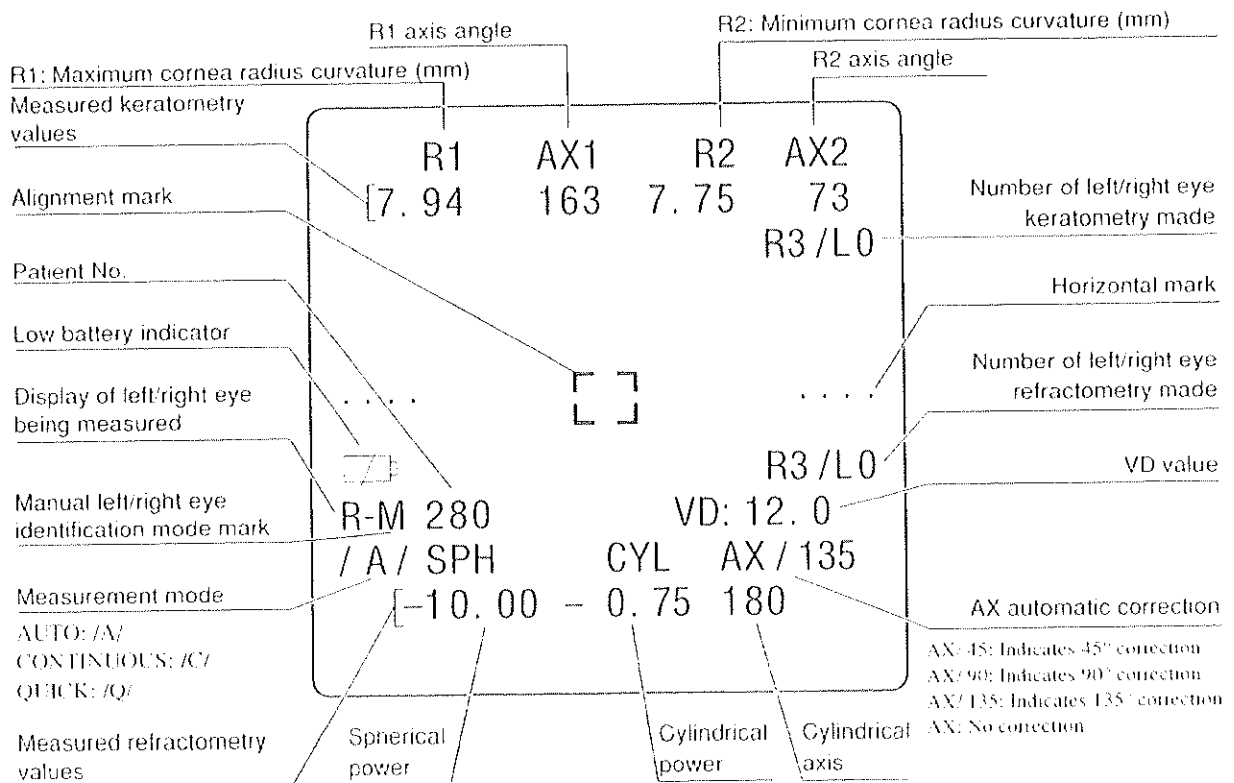 R1 axis angle
R2: Minimum cornea radius curvature (mm)
R2 axis angle
R1: Maximum cornea radius curvature (mm)
Measured keratometry
values
R1 AX1 R2 AX2
[7.94 163 7.75 73
R3/L0
Alignment mark
Number of left/right eye
keratometry made
Patient No.
Horizontal mark
Low battery indicator
Number of left/right eye
refractometry made
Display of left/right eye
being measured
R3/L0
VD value
Manual left/right eye
identification mode mark
R-M 280 VD: 12.0
/A/ SPH CYL AX/135
[-10.00 - 0.75 180
Measurement mode
AUTO: /A/
CONTINUOUS: /C/
QUICK: /Q/
AX automatic correction
AX/ 45: Indicates 45° correction
AX/ 90: Indicates 90° correction
AX/ 135: Indicates 135° correction
AX: No correction
Measured refractometry
values
Spherical
power
Cylindrical
power
Cylindrical
axis